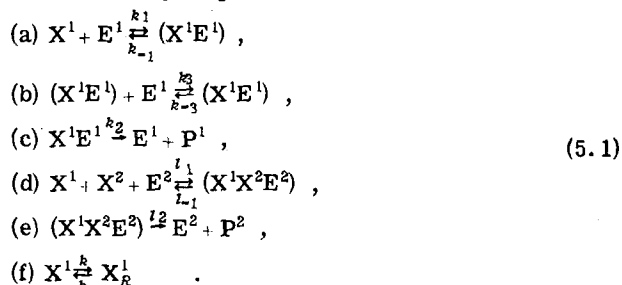 (a) X¹ + E¹ ⇄ (X¹E¹) , k1 k-1
(b) (X¹E¹) + E¹ ⇄ (X¹E¹) , k3 k-3
(c) X¹E¹ → E¹ + P¹ , k2
(5.1)
(d) X¹ + X² + E² ⇄ (X¹X²E²) , l1 l-1
(e) (X¹X²E²) → E² + P² , l2
(f) X¹ ⇄ X¹R . k